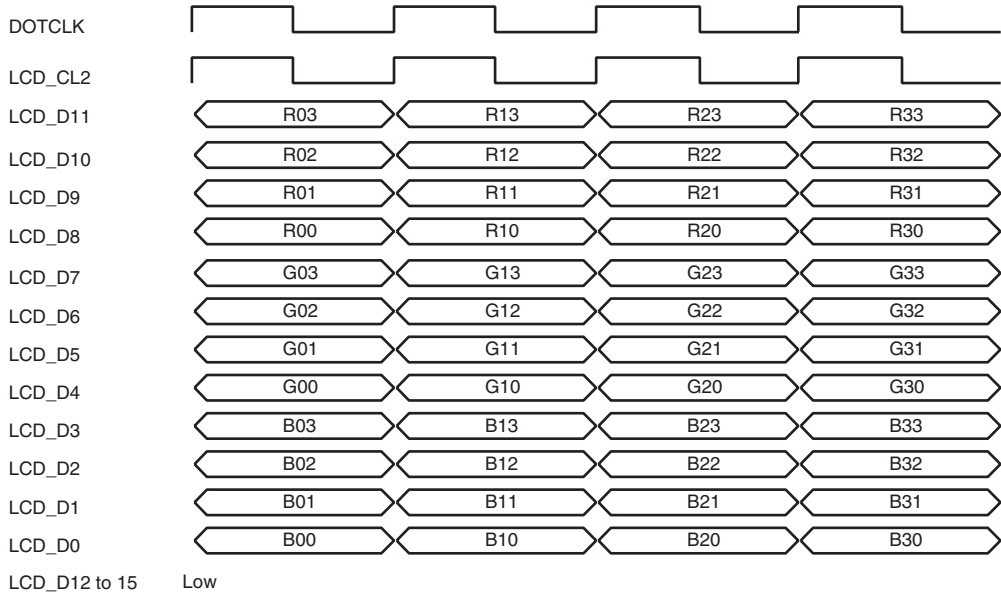 DOTCLK
LCD_CL2
LCD_D11 R03 R13 R23 R33
LCD_D10 R02 R12 R22 R32
LCD_D9 R01 R11 R21 R31
LCD_D8 R00 R10 R20 R30
LCD_D7 G03 G13 G23 G33
LCD_D6 G02 G12 G22 G32
LCD_D5 G01 G11 G21 G31
LCD_D4 G00 G10 G20 G30
LCD_D3 B03 B13 B23 B33
LCD_D2 B02 B12 B22 B32
LCD_D1 B01 B11 B21 B31
LCD_D0 B00 B10 B20 B30
LCD_D12 to 15 Low